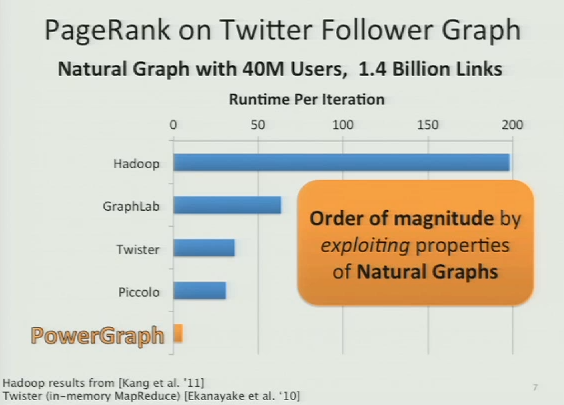 PageRank on Twitter Follower Graph
Natural Graph with 40M Users, 1.4 Billion Links
Runtime Per Iteration
0 50 100 150 200
Hadoop
GraphLab
Twister
Piccolo
PowerGraph
Order of magnitude by
exploiting properties
of Natural Graphs
Hadoop results from [Kang et al. '11]
Twister (in-memory MapReduce) [Ekanayake et al. '10]
7